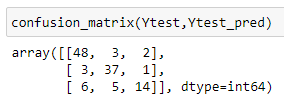 confusion_matrix(Ytest,Ytest_pred)
array([[48,  3,  2],
       [ 3, 37,  1],
       [ 6,  5, 14]], dtype=int64)